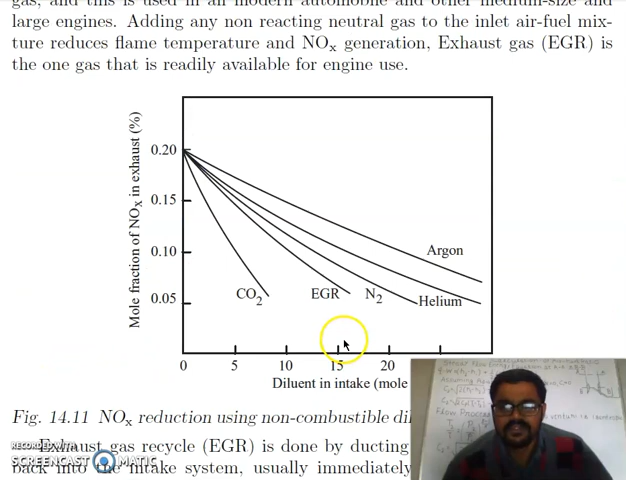 gas, and this is used in all modern automobile and other medium-size and
large engines. Adding any non reacting neutral gas to the inlet air-fuel mix-
ture reduces flame temperature and NOx generation, Exhaust gas (EGR) is
the one gas that is readily available for engine use.
Mole fraction of NOx in exhaust (%)
0.20
0.15
0.10
0.05
Argon
CO2
EGR
N2
Helium
0 5 10 15 20
Diluent in intake (mole
Fig. 14.11 NOx reduction using non-combustible
Exhaust gas recycle (EGR) is done by ducting
back into the intake system, usually immediately
RECORDED WITH
SCREENCAST MATIC